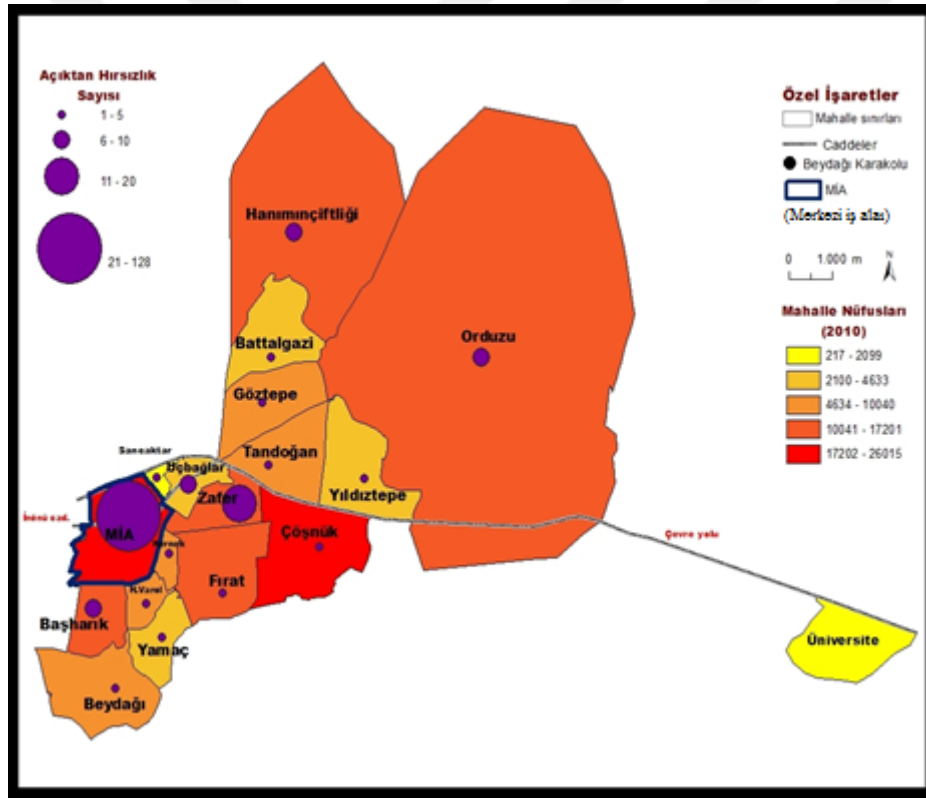 Açıktan Hırsızlık
Sayısı
1 - 5
6 - 10
11 - 20
21 - 128
Özel İşaretler
Mahalle sınırları
Caddeler
Beydağı Karakolu
MİA
(Merkezi iş alanı)
0 1.000 m
N
Mahalle Nüfusları
(2010)
217 - 2099
2100 - 4633
4634 - 10040
10041 - 17201
17202 - 26015
Hanımınçiftliği
Battalgazi
Orduzu
Göztepe
Sancaktar
Tandoğan
Üçbağlar
Yıldıztepe
Zafer
İnönü cad.
MİA
Çöşnük
Çevre yolu
Fırat
Başharık
Yamaç
Üniversite
Beydağı